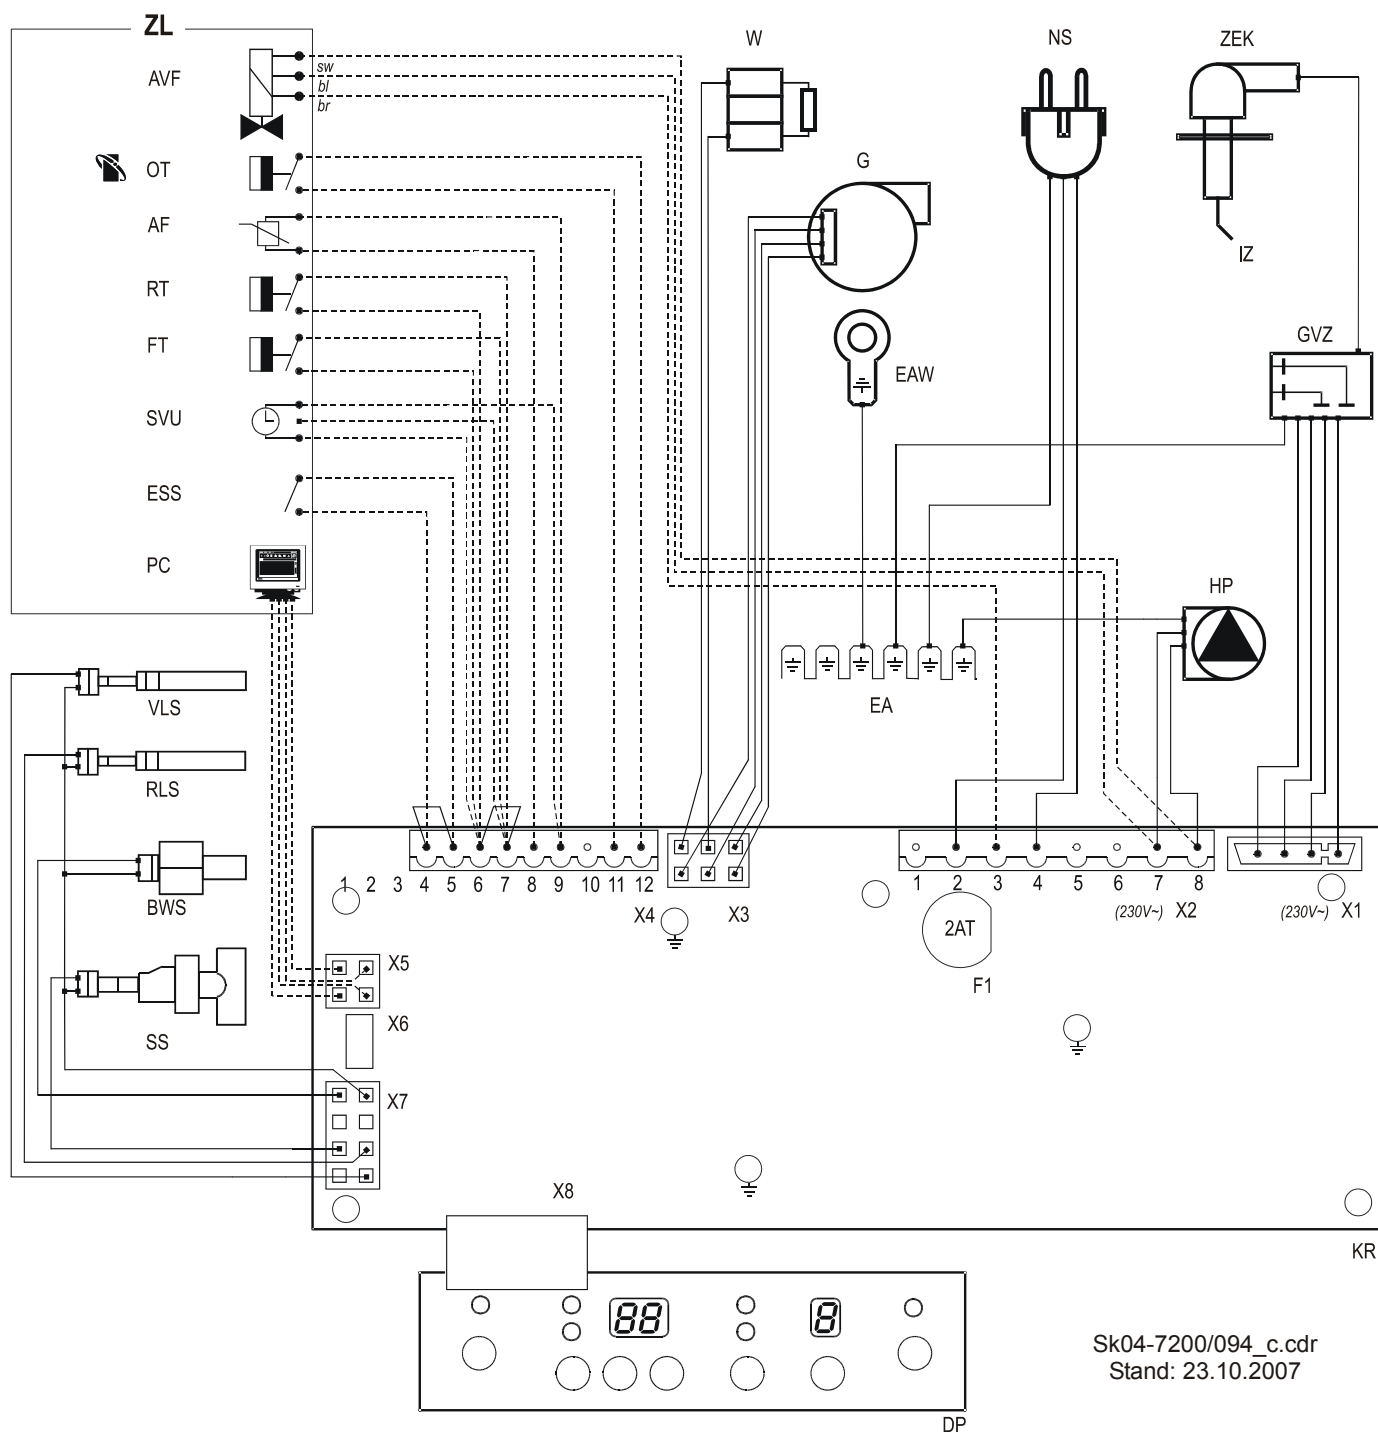 ZL
W
NS
ZEK
AVF
sw
bl
br
OT
G
AF
IZ
RT
GVZ
FT
EAW
SVU
ESS
PC
HP
VLS
EA
RLS
BWS
1 2 3 4 5 6 7 8 9 10 11 12
X4
X3
1 2 3 4 5 6 7 8
(230V~) X2
(230V~) X1
2AT
F1
X5
X6
SS
X7
X8
KR
88
8
Sk04-7200/094_c.cdr
Stand: 23.10.2007
DP